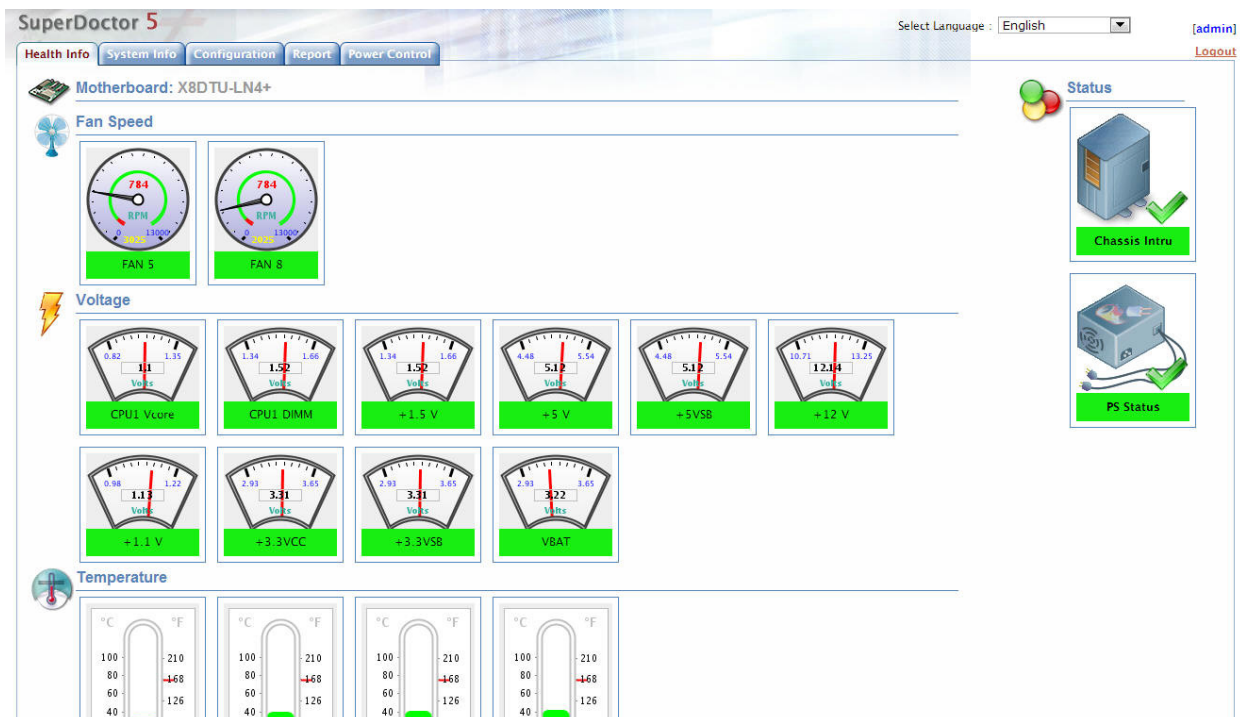 SuperDoctor 5
Select Language : English
[admin]
Health Info System Info Configuration Report Power Control
Logout
Motherboard: X8DTU-LN4+
Status
Fan Speed
784 784
RPM RPM
0 13000 0 13000
3025 2025
FAN 5 FAN 8
Chassis Intru
Voltage
0.82 1.35 1.34 1.66 1.34 1.66 4.48 5.54 4.48 5.54 10.71 13.25
1.1 1.52 1.52 5.12 5.12 12.14
Volts Volts Volts Volts Volts Volts
CPU1 Vcore CPU1 DIMM +1.5 V +5 V +5VSB +12 V
PS Status
0.98 1.22 2.93 3.65 2.93 3.65 2.93 3.65
1.13 3.31 3.31 3.22
Volts Volts Volts Volts
+1.1 V +3.3VCC +3.3VSB VBAT
Temperature
°C °F °C °F °C °F °C °F
100 210 100 210 100 210 100 210
80 168 80 168 80 168 80 168
60 126 60 126 60 126 60 126
40 40 40 40